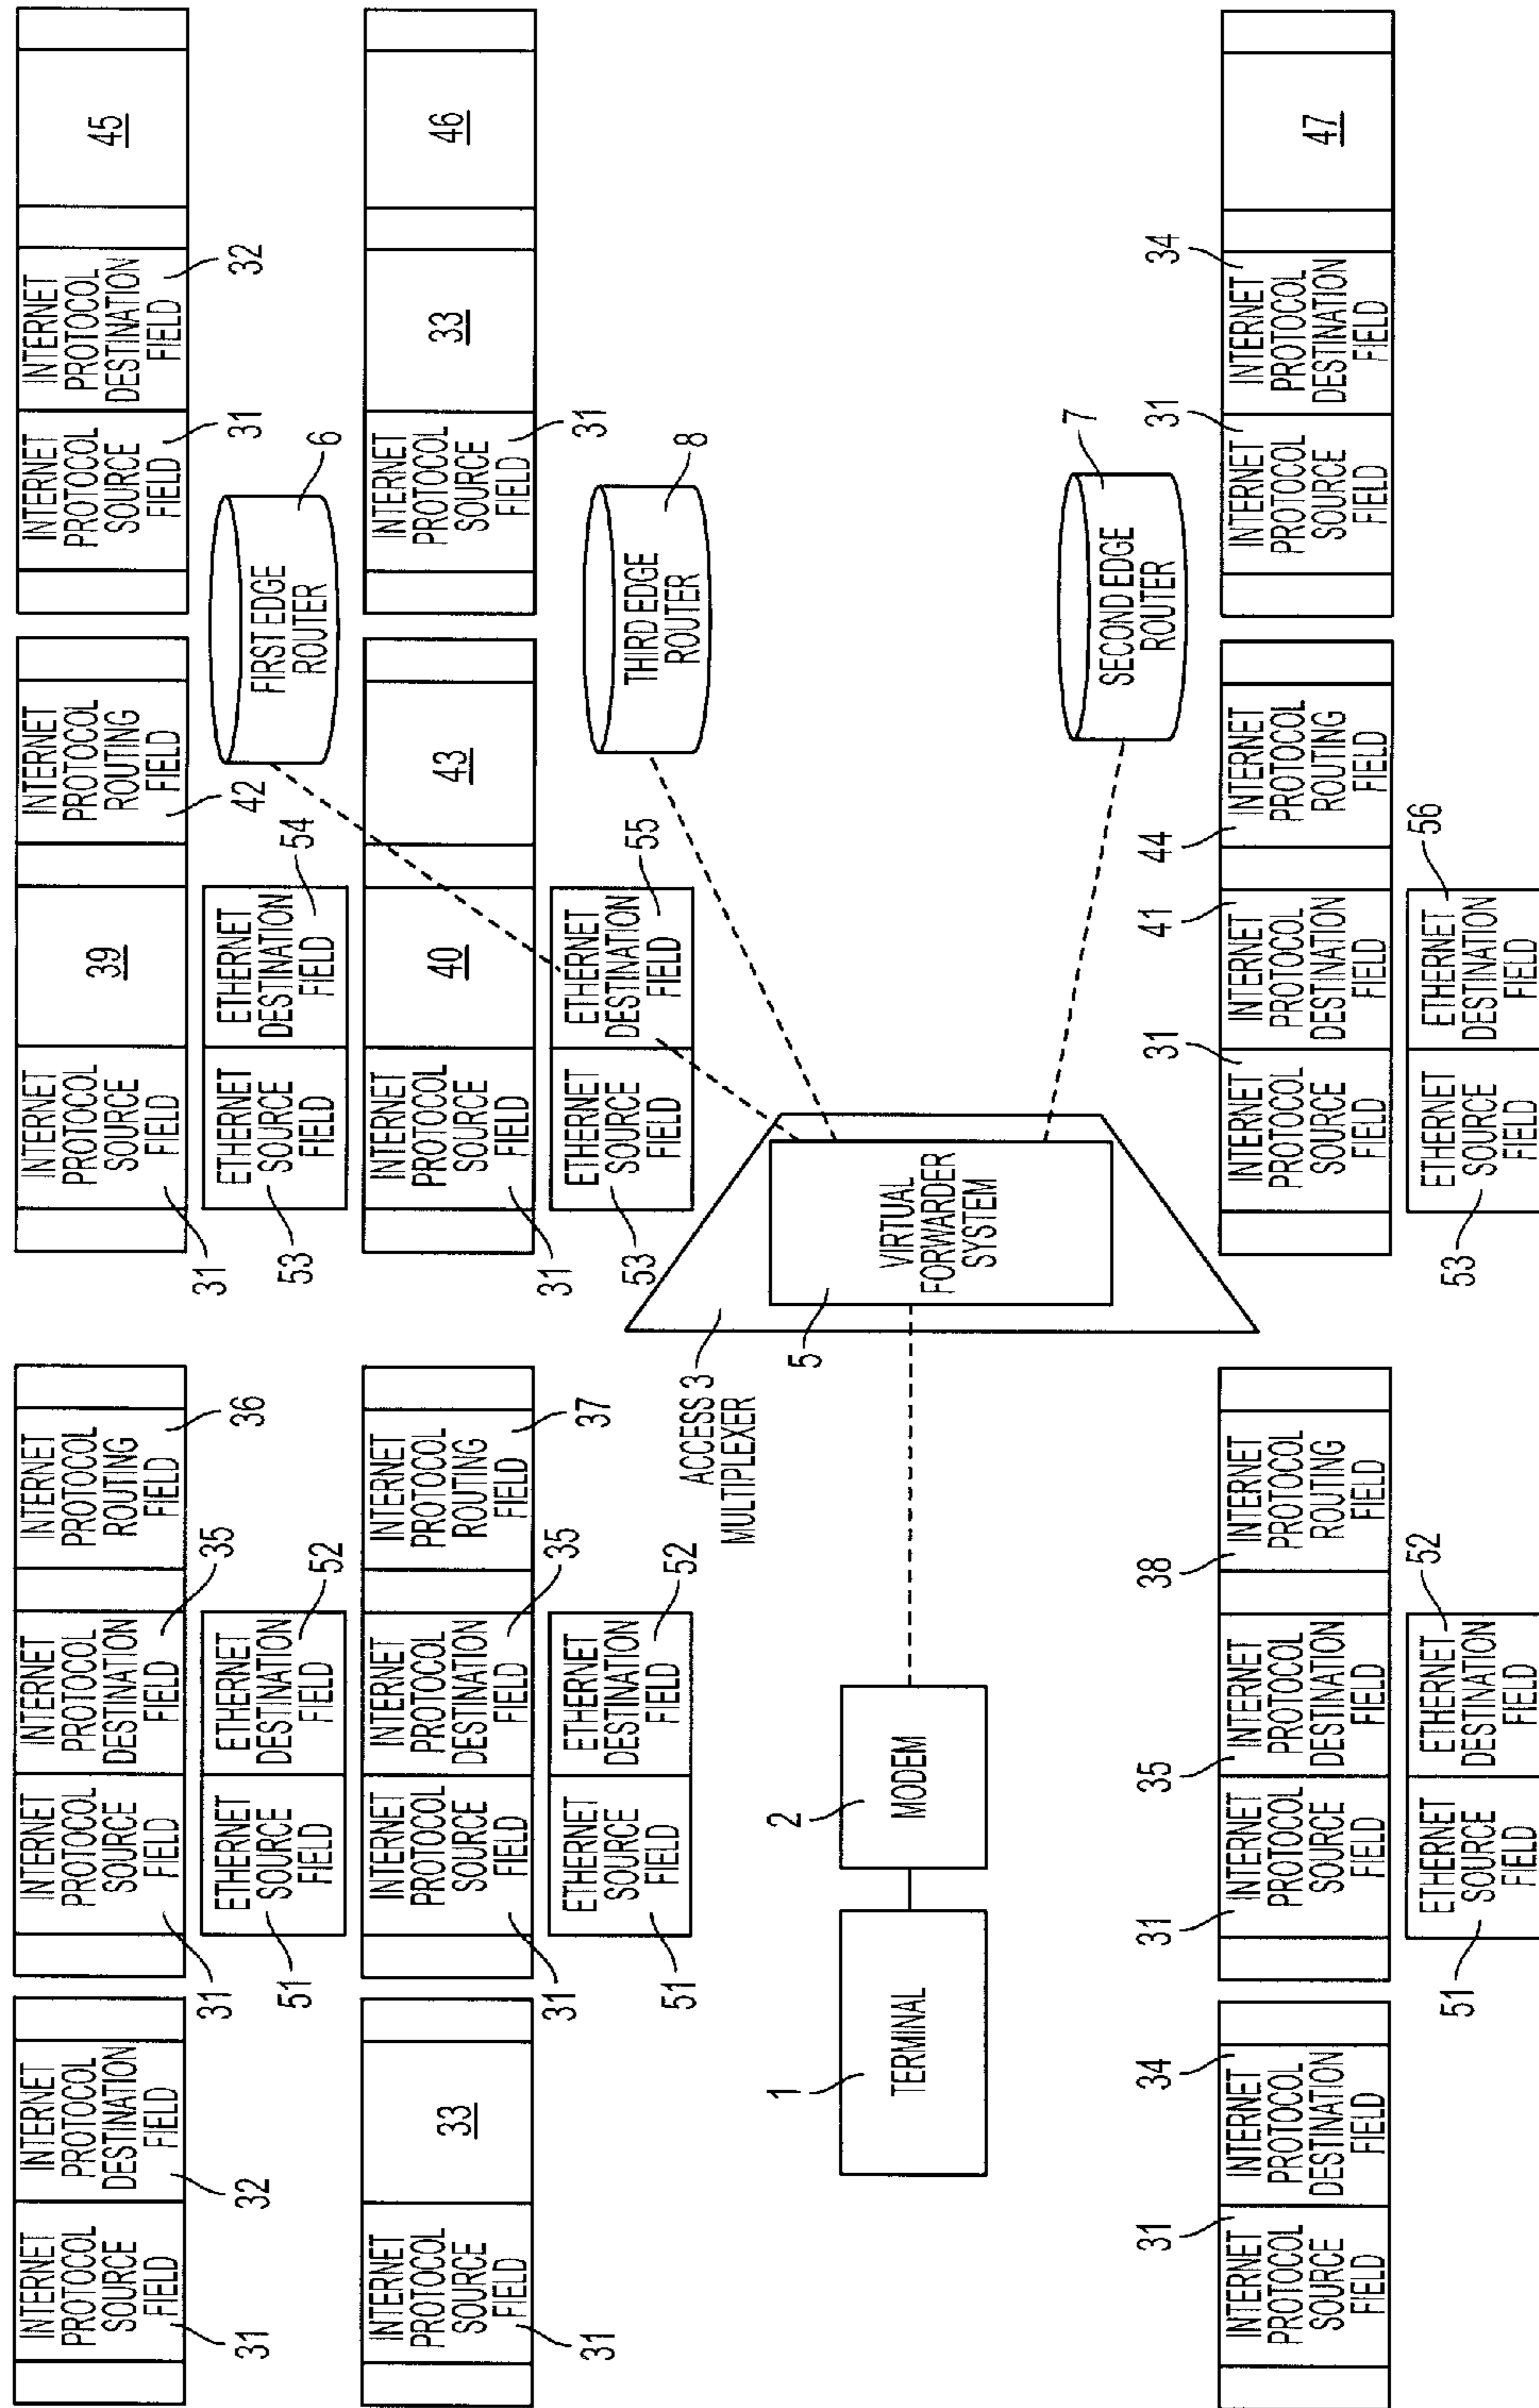 INTERNET
PROTOCOL
SOURCE
FIELD
31
INTERNET
PROTOCOL
DESTINATION
FIELD
32
INTERNET
PROTOCOL
SOURCE
FIELD
31
INTERNET
PROTOCOL
DESTINATION
FIELD
35
INTERNET
PROTOCOL
ROUTING
FIELD
36
INTERNET
PROTOCOL
SOURCE
FIELD
31
39
INTERNET
PROTOCOL
ROUTING
FIELD
42
INTERNET
PROTOCOL
SOURCE
FIELD
31
INTERNET
PROTOCOL
DESTINATION
FIELD
32
45
ETHERNET
SOURCE
FIELD
51
ETHERNET
DESTINATION
FIELD
52
ETHERNET
SOURCE
FIELD
53
ETHERNET
DESTINATION
FIELD
54
FIRST EDGE
ROUTER
6
INTERNET
PROTOCOL
SOURCE
FIELD
31
33
INTERNET
PROTOCOL
SOURCE
FIELD
31
INTERNET
PROTOCOL
DESTINATION
FIELD
35
INTERNET
PROTOCOL
ROUTING
FIELD
37
INTERNET
PROTOCOL
SOURCE
FIELD
31
40
43
INTERNET
PROTOCOL
SOURCE
FIELD
31
33
46
ETHERNET
SOURCE
FIELD
51
ETHERNET
DESTINATION
FIELD
52
ETHERNET
SOURCE
FIELD
53
ETHERNET
DESTINATION
FIELD
55
THIRD EDGE
ROUTER
8
ACCESS 3
MULTIPLEXER
1
TERMINAL
2
MODEM
5
VIRTUAL
FORWARDER
SYSTEM
7
SECOND EDGE
ROUTER
31
INTERNET
PROTOCOL
SOURCE
FIELD
34
INTERNET
PROTOCOL
DESTINATION
FIELD
31
INTERNET
PROTOCOL
SOURCE
FIELD
35
INTERNET
PROTOCOL
DESTINATION
FIELD
38
INTERNET
PROTOCOL
ROUTING
FIELD
31
INTERNET
PROTOCOL
SOURCE
FIELD
41
INTERNET
PROTOCOL
DESTINATION
FIELD
44
INTERNET
PROTOCOL
ROUTING
FIELD
31
INTERNET
PROTOCOL
SOURCE
FIELD
34
INTERNET
PROTOCOL
DESTINATION
FIELD
47
51
ETHERNET
SOURCE
FIELD
52
ETHERNET
DESTINATION
FIELD
53
ETHERNET
SOURCE
FIELD
56
ETHERNET
DESTINATION
FIELD